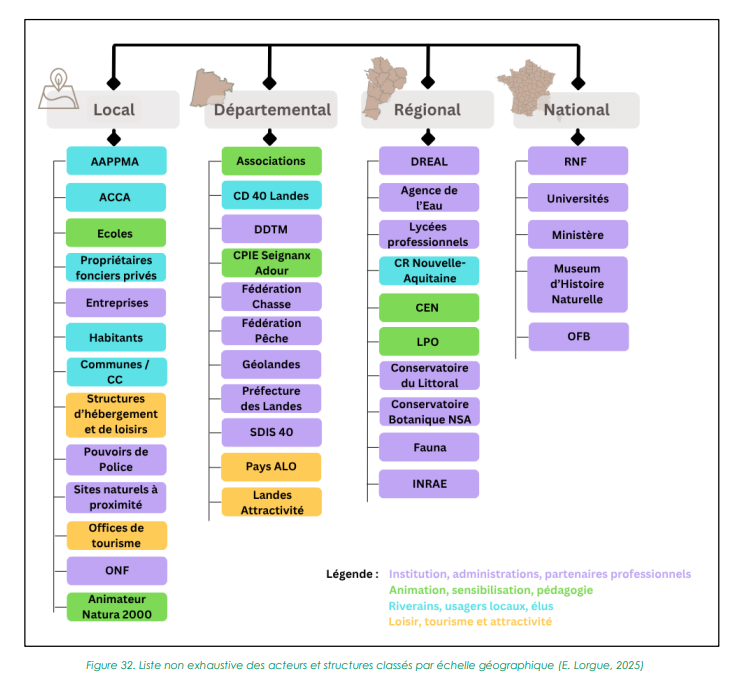 Local
Départemental
Régional
National
AAPPMA
ACCA
Ecoles
Propriétaires
fonciers privés
Entreprises
Habitants
Communes /
CC
Structures
d'hébergement
et de loisirs
Pouvoirs de
Police
Sites naturels à
proximité
Offices de
tourisme
ONF
Animateur
Natura 2000
Associations
CD 40 Landes
DDTM
CPIE Seignanx
Adour
Fédération
Chasse
Fédération
Pêche
Géolandes
Préfecture
des Landes
SDIS 40
Pays ALO
Landes
Attractivité
DREAL
Agence de
l'Eau
Lycées
professionnels
CR Nouvelle-
Aquitaine
CEN
LPO
Conservatoire
du Littoral
Conservatoire
Botanique NSA
Fauna
INRAE
RNF
Universités
Ministère
Museum
d'Histoire
Naturelle
OFB
Légende : Institution, administrations, partenaires professionnels
Animation, sensibilisation, pédagogie
Riverains, usagers locaux, élus
Loisir, tourisme et attractivité
Figure 32. Liste non exhaustive des acteurs et structures classés par échelle géographique (E. Lorgue, 2025)